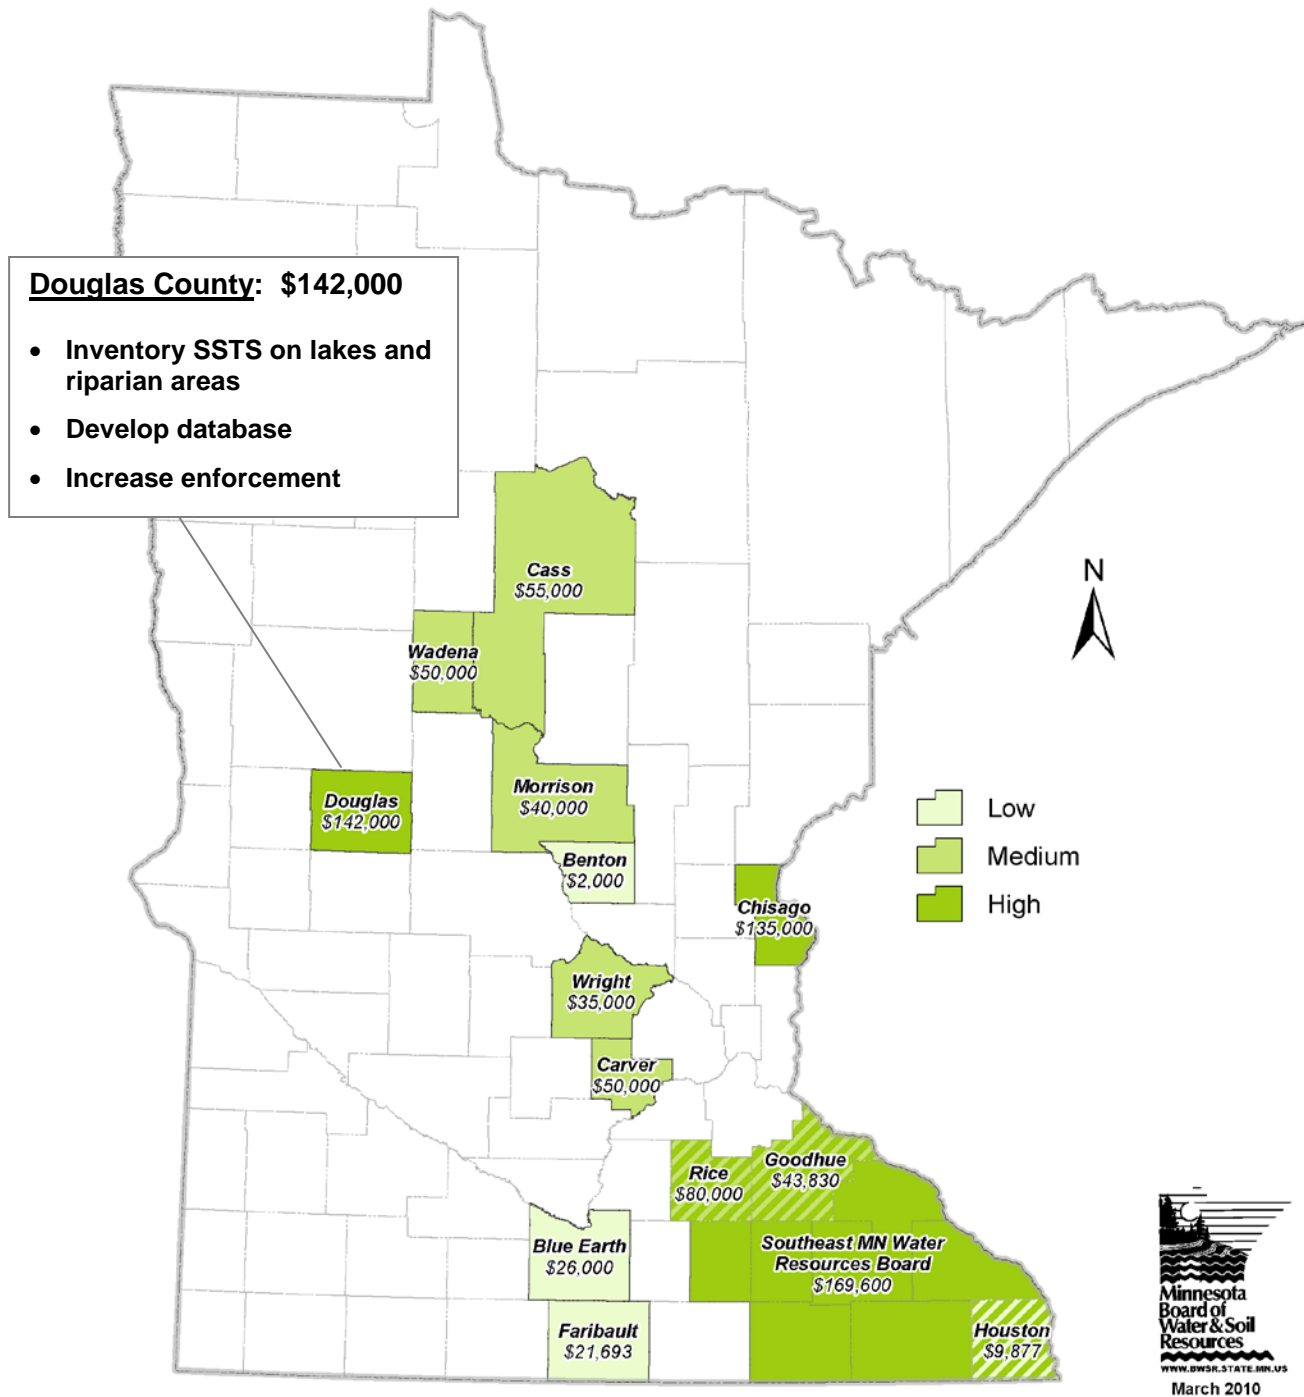 Douglas County: $142,000
• Inventory SSTS on lakes and
riparian areas
• Develop database
• Increase enforcement
Cass
$55,000
N
Wadena
$50,000
Douglas
$142,000
Morrison
$40,000
Benton
$2,000
Low
Medium
High
Chisago
$135,000
Wright
$35,000
Carver
$50,000
Rice
$80,000
Goodhue
$43,830
Blue Earth
$26,000
Southeast MN Water
Resources Board
$169,600
Faribault
$21,693
Houston
$9,877
Minnesota
Board of
Water & Soil
Resources
WWW.BWSR.STATE.MN.US
March 2010